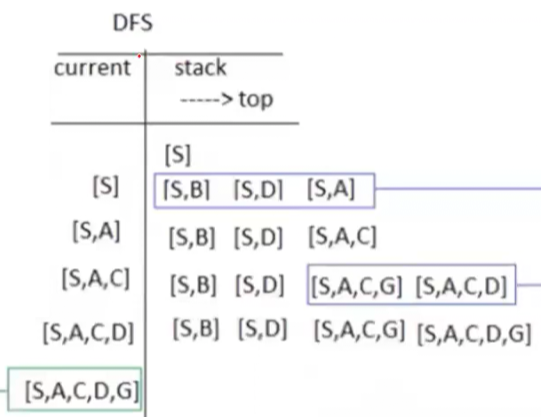 DFS
current stack
-----> top
[S]
[S] [S,B] [S,D] [S,A]
[S,A] [S,B] [S,D] [S,A,C]
[S,A,C] [S,B] [S,D] [S,A,C,G] [S,A,C,D]
[S,A,C,D] [S,B] [S,D] [S,A,C,G] [S,A,C,D,G]
[S,A,C,D,G]